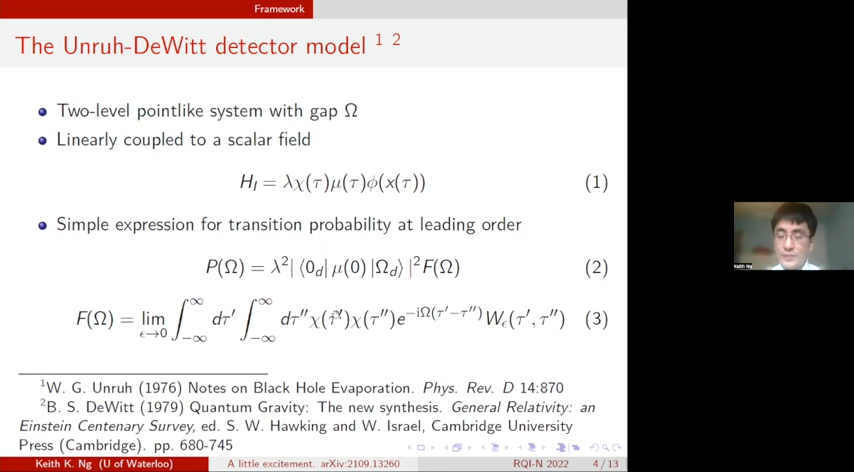 Framework
The Unruh-DeWitt detector model 1 2
Two-level pointlike system with gap Ω
Linearly coupled to a scalar field
H_I = λχ(τ)μ(τ)ϕ(x(τ)) (1)
Simple expression for transition probability at leading order
P(Ω) = λ²| ⟨0_d| μ(0) |Ω_d⟩ |²F(Ω) (2)
F(Ω) = lim_{ϵ→0} ∫_{−∞}^{∞} dτ′ ∫_{−∞}^{∞} dτ″χ(τ′)χ(τ″)e^{−iΩ(τ′−τ″)} W_ϵ(τ′, τ″) (3)
1W. G. Unruh (1976) Notes on Black Hole Evaporation. Phys. Rev. D 14:870
2B. S. DeWitt (1979) Quantum Gravity: The new synthesis. General Relativity: an
Einstein Centenary Survey, ed. S. W. Hawking and W. Israel, Cambridge University
Press (Cambridge). pp. 680-745
Keith K. Ng (U of Waterloo) A little excitement. arXiv:2109.13260 RQI-N 2022 4 / 13
Keith Ng